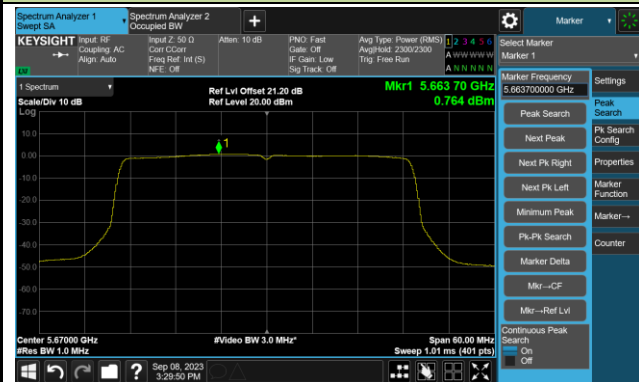 Spectrum Analyzer 1
Swept SA
Spectrum Analyzer 2
Occupied BW
Marker
KEYSIGHT
Input: RF
Coupling: AC
Align: Auto
Input Z: 50 Ω
Corr CCorr
Freq Ref: Int (S)
NFE: Off
Atten: 10 dB
PNO: Fast
Gate: Off
IF Gain: Low
Sig Track: Off
Avg Type: Power (RMS)
Avg|Hold: 2300/2300
Trig: Free Run
1 2 3 4 5 6
A W W W W W
A N N N N N
LXI
Select Marker
Marker 1
1 Spectrum
Scale/Div 10 dB
Log
Ref Lvl Offset 21.20 dB
Ref Level 20.00 dBm
Mkr1 5.663 70 GHz
0.764 dBm
10.0
0.00
-10.0
-20.0
-30.0
-40.0
-50.0
-60.0
-70.0
1
Center 5.67000 GHz
#Res BW 1.0 MHz
#Video BW 3.0 MHz*
Span 60.00 MHz
Sweep 1.01 ms (401 pts)
Marker Frequency
5.663700000 GHz
Peak Search
Next Peak
Next Pk Right
Next Pk Left
Minimum Peak
Pk-Pk Search
Marker Delta
Mkr→CF
Mkr→Ref Lvl
Continuous Peak
Search
On
Off
Settings
Peak
Search
Pk Search
Config
Properties
Marker
Function
Marker→
Counter
?
Sep 08, 2023
3:29:50 PM